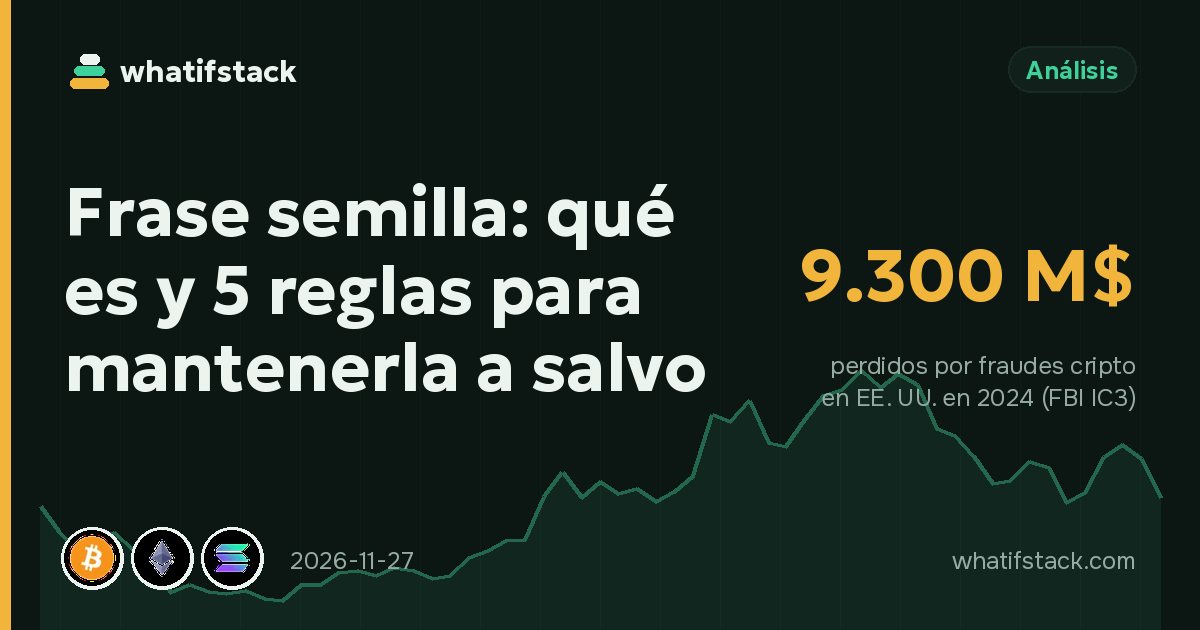 whatifstack
Análisis
Frase semilla: qué
es y 5 reglas para
mantenerla a salvo
9.300 M$
perdidos por fraudes cripto
en EE. UU. en 2024 (FBI IC3)
2026-11-27
whatifstack.com